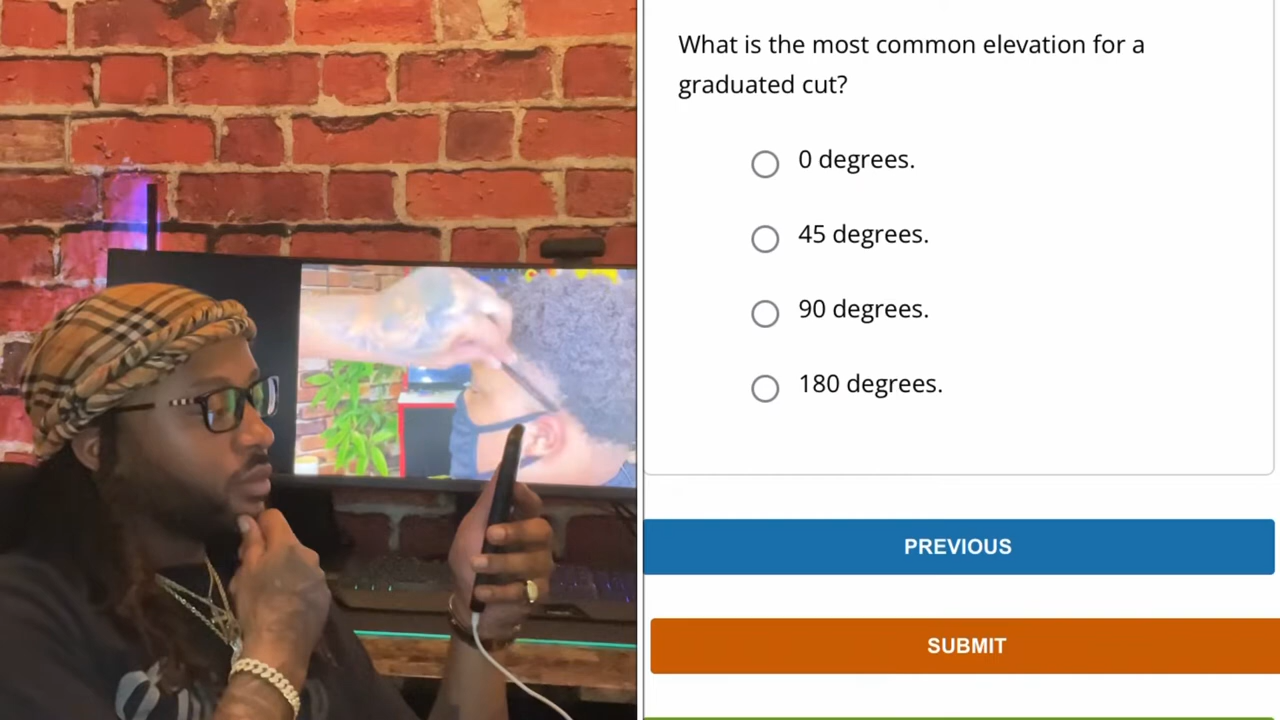 What is the most common elevation for a
graduated cut?
0 degrees.
45 degrees.
90 degrees.
180 degrees.
PREVIOUS
SUBMIT